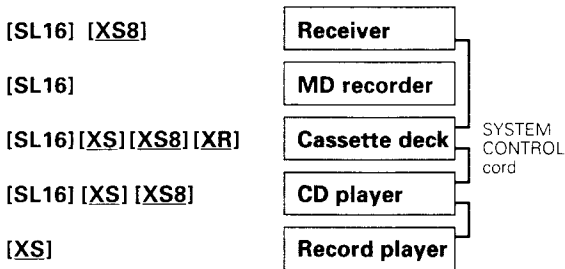 [SL16] [XS8] Receiver
[SL16] MD recorder
[SL16] [XS] [XS8] [XR] Cassette deck
SYSTEM
CONTROL
cord
[SL16] [XS] [XS8] CD player
[XS] Record player